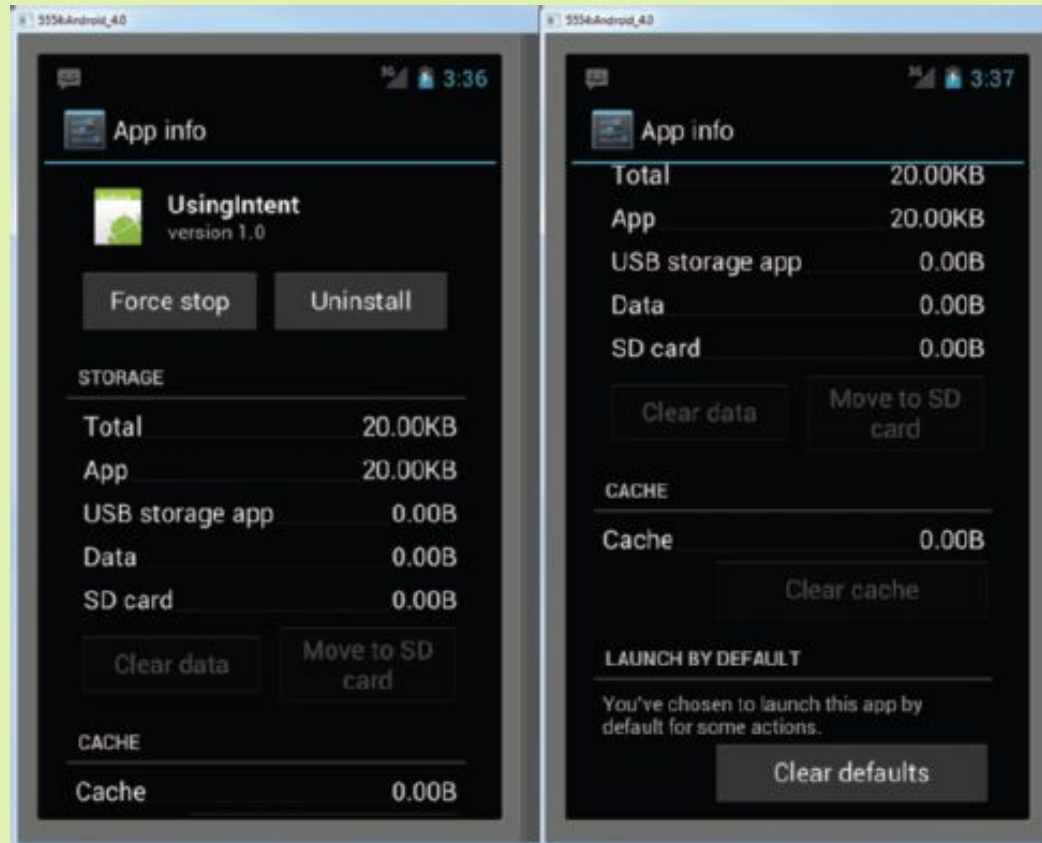 5554:Android_4.0
3G 3:36
App info
UsingIntent
version 1.0
Force stop
Uninstall
STORAGE
Total 20.00KB
App 20.00KB
USB storage app 0.00B
Data 0.00B
SD card 0.00B
Clear data
Move to SD
card
CACHE
Cache 0.00B
5554:Android_4.0
3G 3:37
App info
Total 20.00KB
App 20.00KB
USB storage app 0.00B
Data 0.00B
SD card 0.00B
Clear data
Move to SD
card
CACHE
Cache 0.00B
Clear cache
LAUNCH BY DEFAULT
You've chosen to launch this app by
default for some actions.
Clear defaults